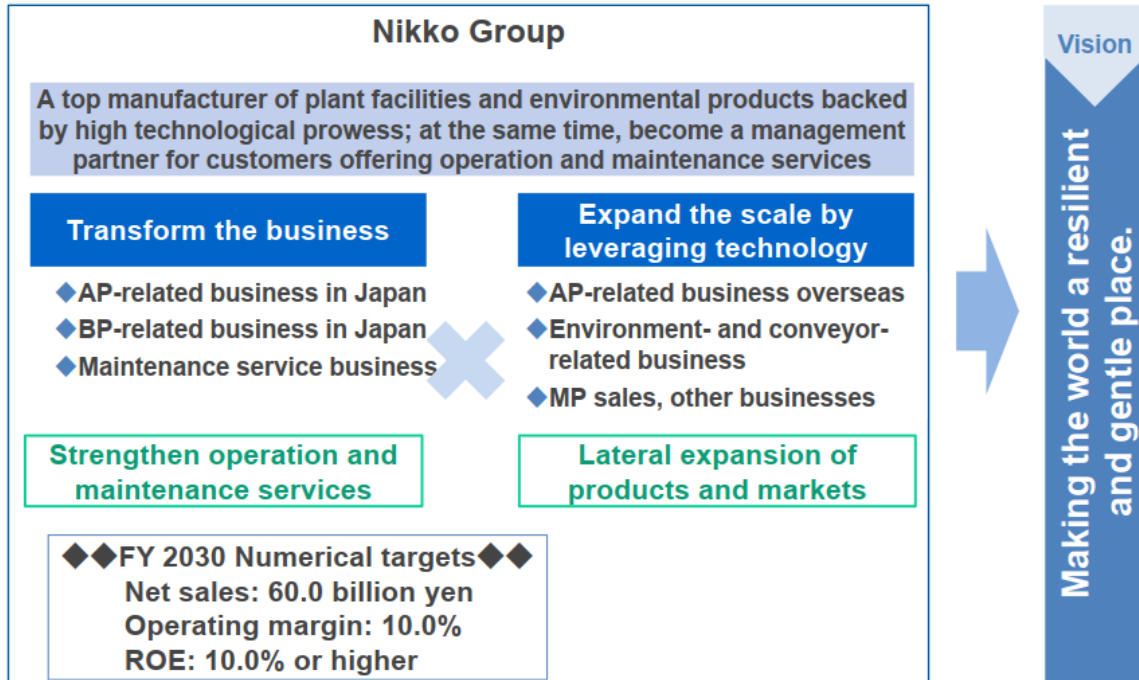 Nikko Group
A top manufacturer of plant facilities and environmental products backed
by high technological prowess; at the same time, become a management
partner for customers offering operation and maintenance services
Transform the business
◆AP-related business in Japan
◆BP-related business in Japan
◆Maintenance service business
Expand the scale by
leveraging technology
◆AP-related business overseas
◆Environment- and conveyor-
related business
◆MP sales, other businesses
Strengthen operation and
maintenance services
Lateral expansion of
products and markets
◆◆FY 2030 Numerical targets◆◆
Net sales: 60.0 billion yen
Operating margin: 10.0%
ROE: 10.0% or higher
Vision
Making the world a resilient
and gentle place.